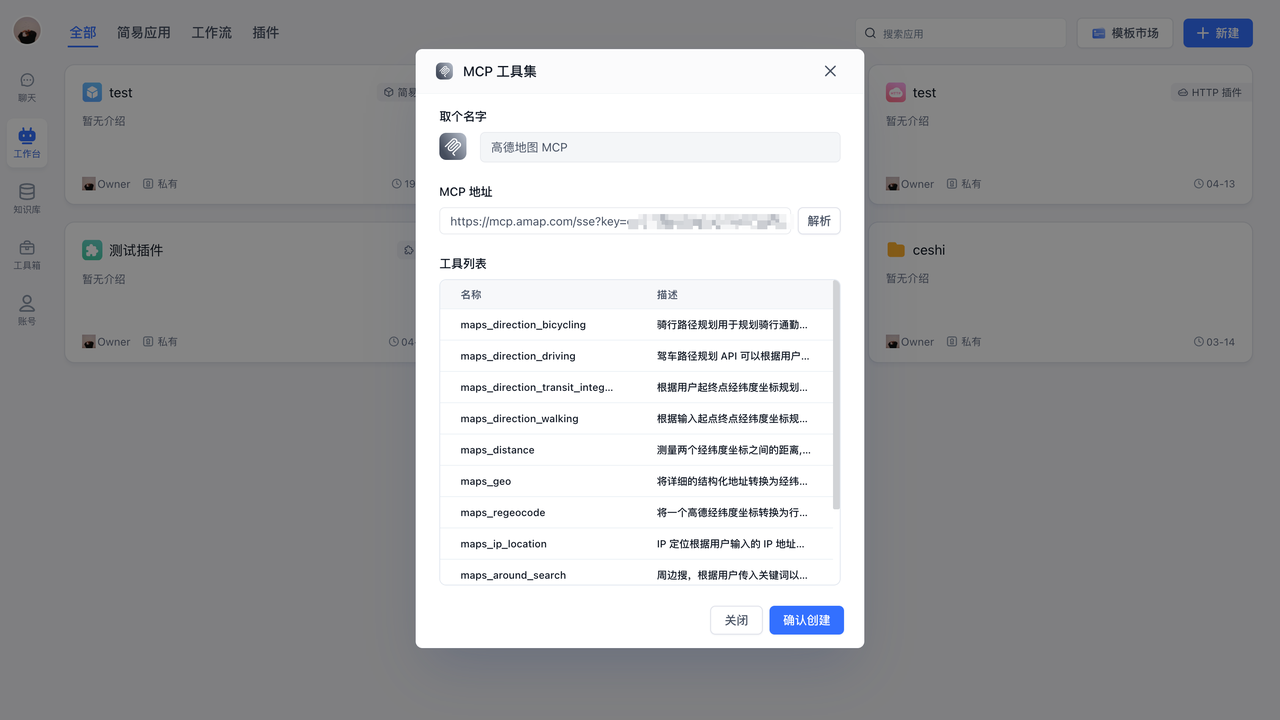 全部 简易应用 工作流 插件
搜索应用
模板市场
新建
聊天
工作台
知识库
工具箱
账号
test
简易
暂无介绍
Owner 私有 19
测试插件
暂无介绍
Owner 私有 04-
test
HTTP 插件
暂无介绍
Owner 私有 04-13
ceshi
暂无介绍
Owner 私有 03-14
MCP 工具集
取个名字
高德地图 MCP
MCP 地址
https://mcp.amap.com/sse?key=
解析
工具列表
名称 描述
maps_direction_bicycling 骑行路径规划用于规划骑行通勤...
maps_direction_driving 驾车路径规划 API 可以根据用户...
maps_direction_transit_integ... 根据用户起终点经纬度坐标规划...
maps_direction_walking 根据输入起点终点经纬度坐标规...
maps_distance 测量两个经纬度坐标之间的距离,...
maps_geo 将详细的结构化地址转换为经纬...
maps_regeocode 将一个高德经纬度坐标转换为行...
maps_ip_location IP 定位根据用户输入的 IP 地址...
maps_around_search 周边搜，根据用户传入关键词以...
关闭 确认创建